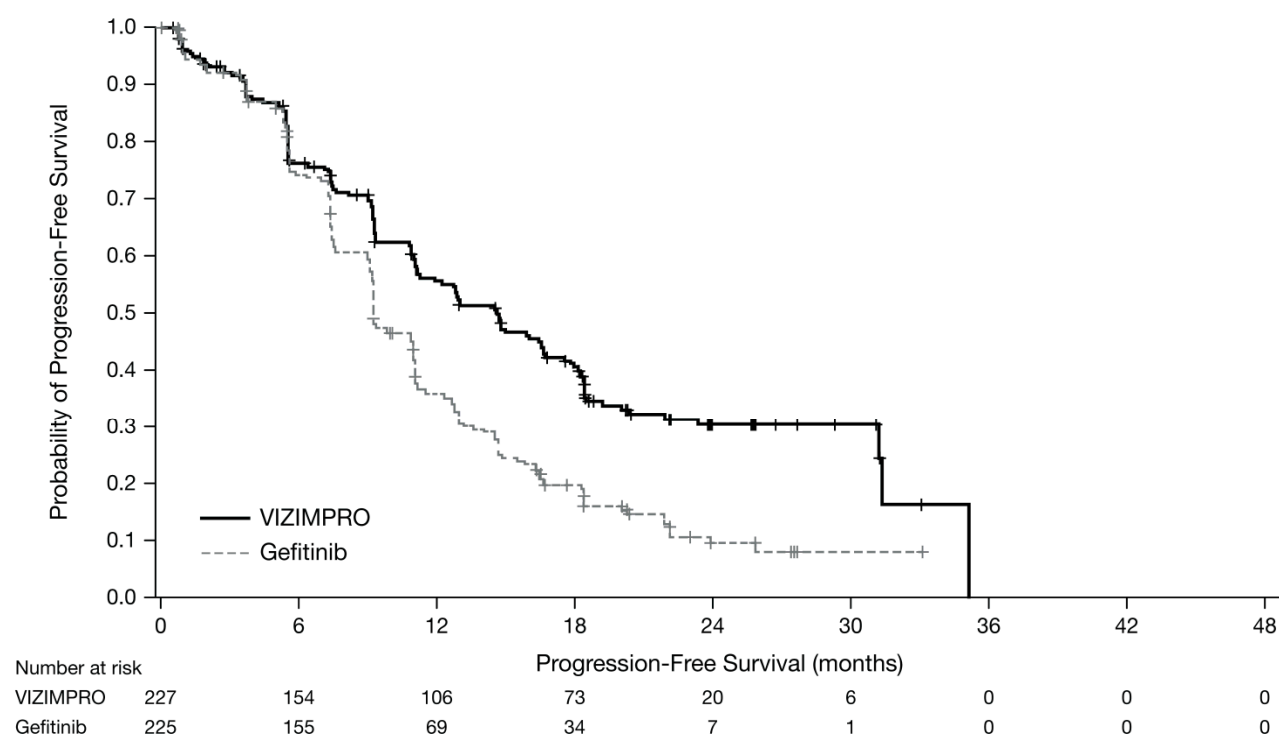 Probability of Progression-Free Survival
1.0
0.9
0.8
0.7
0.6
0.5
0.4
0.3
0.2
0.1
0.0
VIZIMPRO
Gefitinib
0 6 12 18 24 30 36 42 48
Progression-Free Survival (months)
Number at risk
VIZIMPRO 227 154 106 73 20 6 0 0 0
Gefitinib 225 155 69 34 7 1 0 0 0